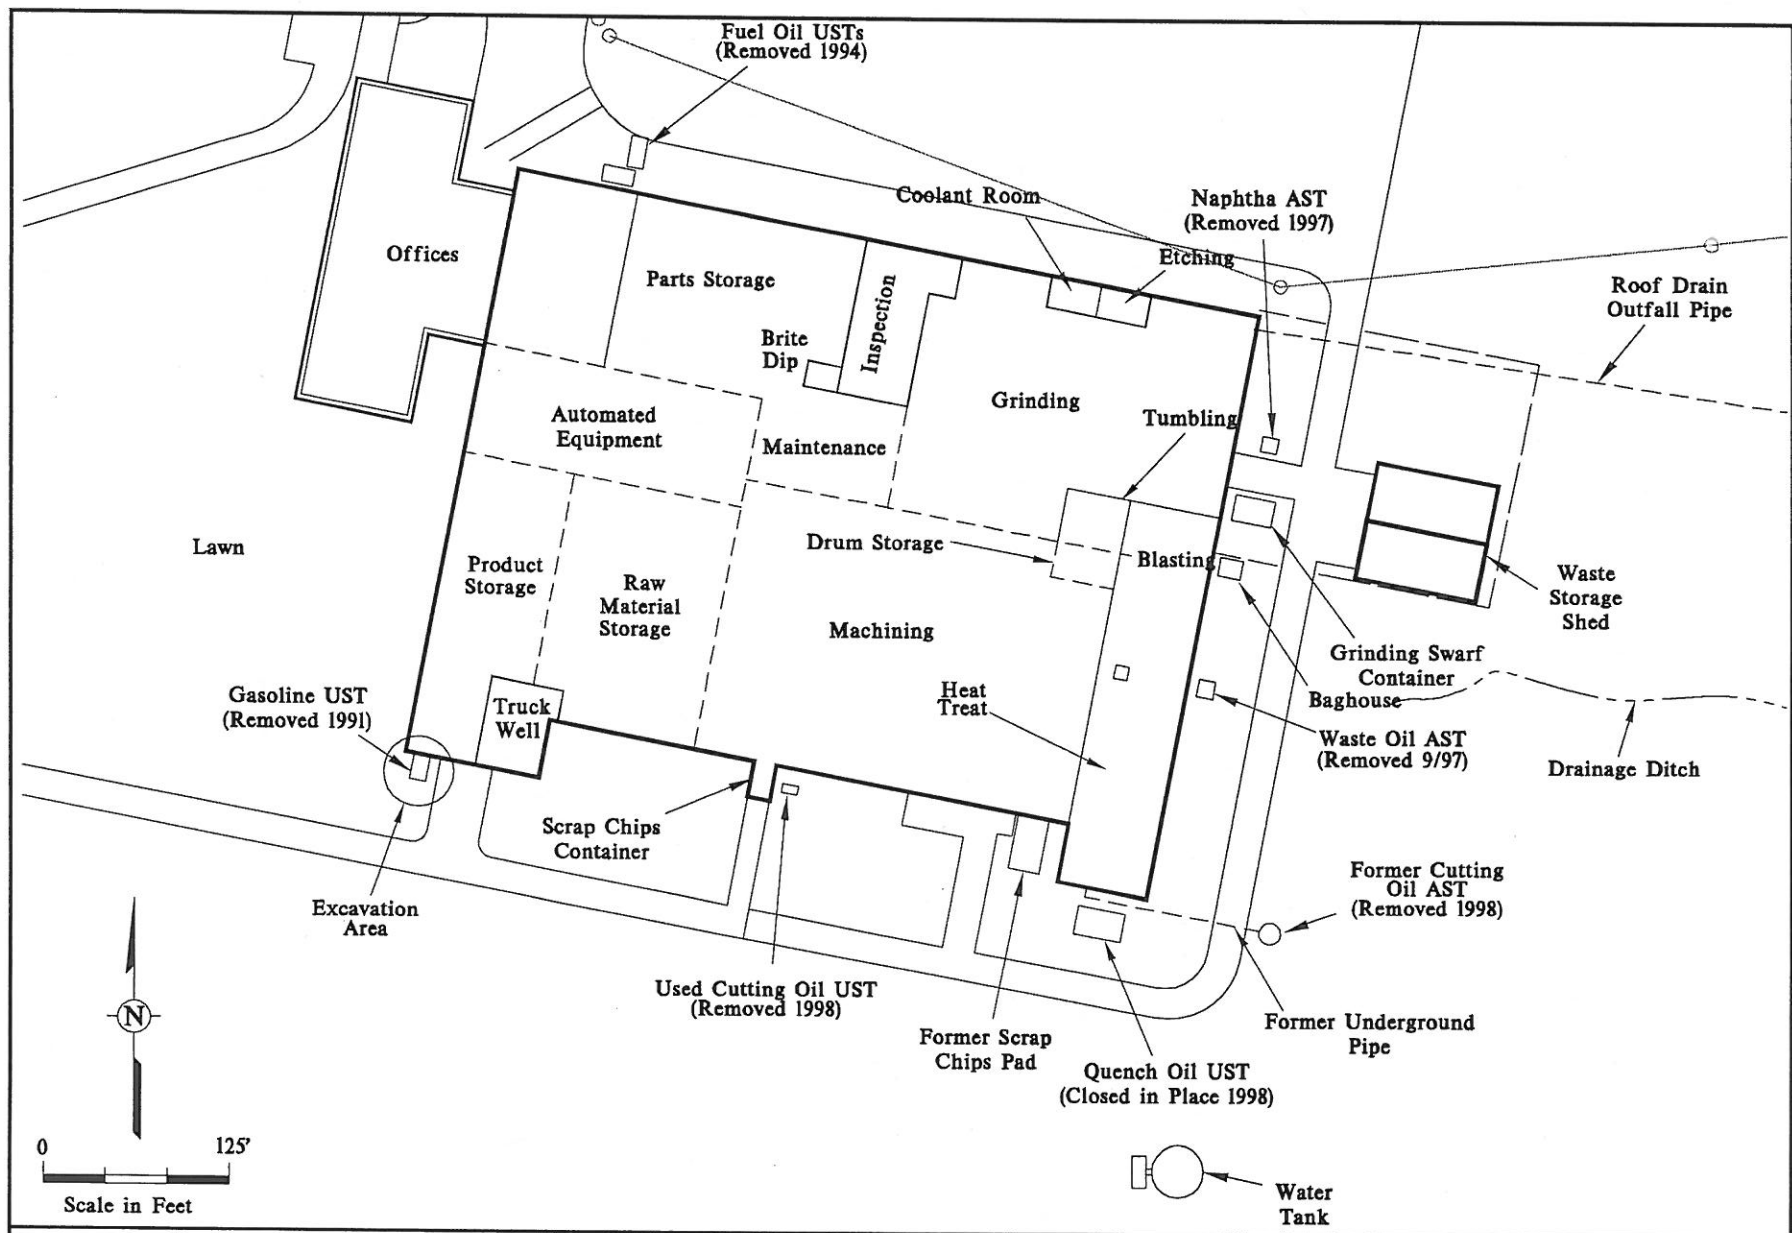 Fuel Oil USTs
(Removed 1994)
Coolant Room
Naphtha AST
(Removed 1997)
Etching
Offices
Parts Storage
Inspection
Roof Drain
Outfall Pipe
Brite
Dip
Grinding
Tumbling
Automated
Equipment
Maintenance
Lawn
Drum Storage
Blasting
Product
Storage
Raw
Material
Storage
Waste
Storage
Shed
Machining
Grinding Swarf
Container
Baghouse
Gasoline UST
(Removed 1991)
Truck
Well
Heat
Treat
Waste Oil AST
(Removed 9/97)
Drainage Ditch
Scrap Chips
Container
Former Cutting
Oil AST
(Removed 1998)
Excavation
Area
Used Cutting Oil UST
(Removed 1998)
Former Scrap
Chips Pad
Former Underground
Pipe
Quench Oil UST
(Closed in Place 1998)
N
0 125'
Scale in Feet
Water
Tank